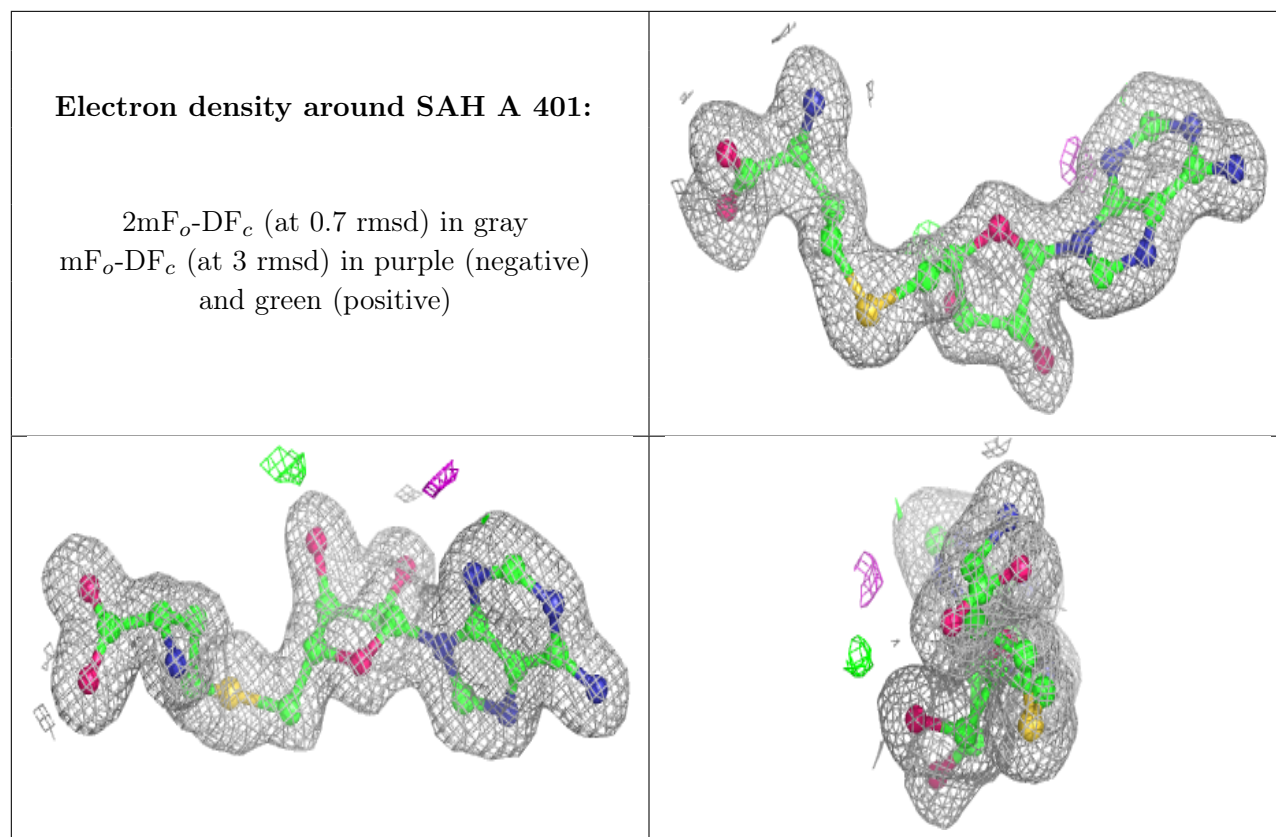 Electron density around SAH A 401:
2mFo-DFc (at 0.7 rmsd) in gray
mFo-DFc (at 3 rmsd) in purple (negative)
and green (positive)